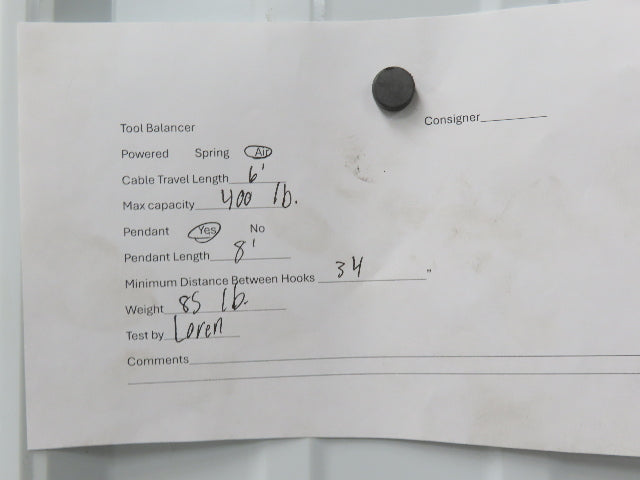 Consigner
Tool Balancer
Powered Spring Air
Cable Travel Length 6'
Max capacity 400 lb.
Pendant Yes No
Pendant Length 8'
Minimum Distance Between Hooks 34 "
Weight 85 lb.
Test by Loren
Comments